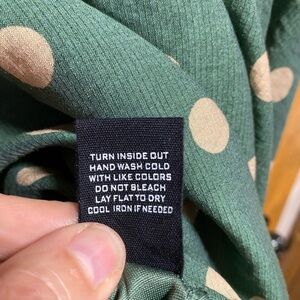 TURN INSIDE OUT
HAND WASH COLD
WITH LIKE COLORS
DO NOT BLEACH
LAY FLAT TO DRY
COOL IRON IF NEEDED